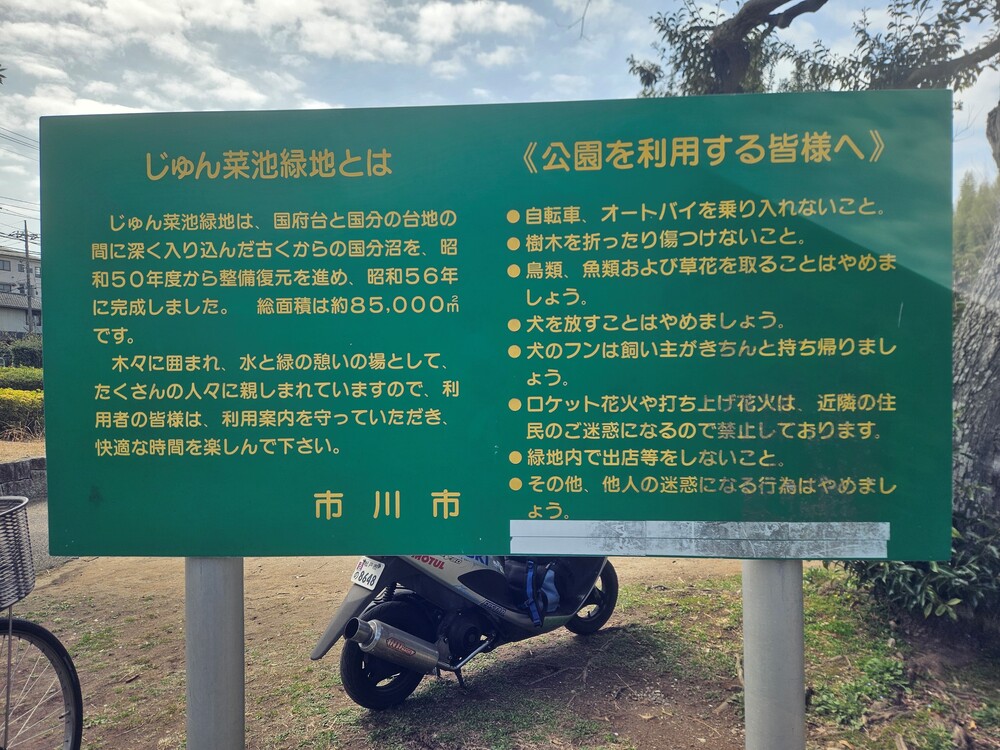 じゅん菜池緑地とは
じゅん菜池緑地は、国府台と国分の台地の
間に深く入り込んだ古くからの国分沼を、昭
和50年度から整備復元を進め、昭和56年
に完成しました。　総面積は約85,000㎡
です。
木々に囲まれ、水と緑の憩いの場として、
たくさんの人々に親しまれていますので、利
用者の皆様は、利用案内を守っていただき、
快適な時間を楽しんで下さい。
市川市
《公園を利用する皆様へ》
●自転車、オートバイを乗り入れないこと。
●樹木を折ったり傷つけないこと。
●鳥類、魚類および草花を取ることはやめま
しょう。
●犬を放すことはやめましょう。
●犬のフンは飼い主がきちんと持ち帰りまし
ょう。
●ロケット花火や打ち上げ花火は、近隣の住
民のご迷惑になるので禁止しております。
●緑地内で出店等をしないこと。
●その他、他人の迷惑になる行為はやめまし
ょう。
MOTUL
8648